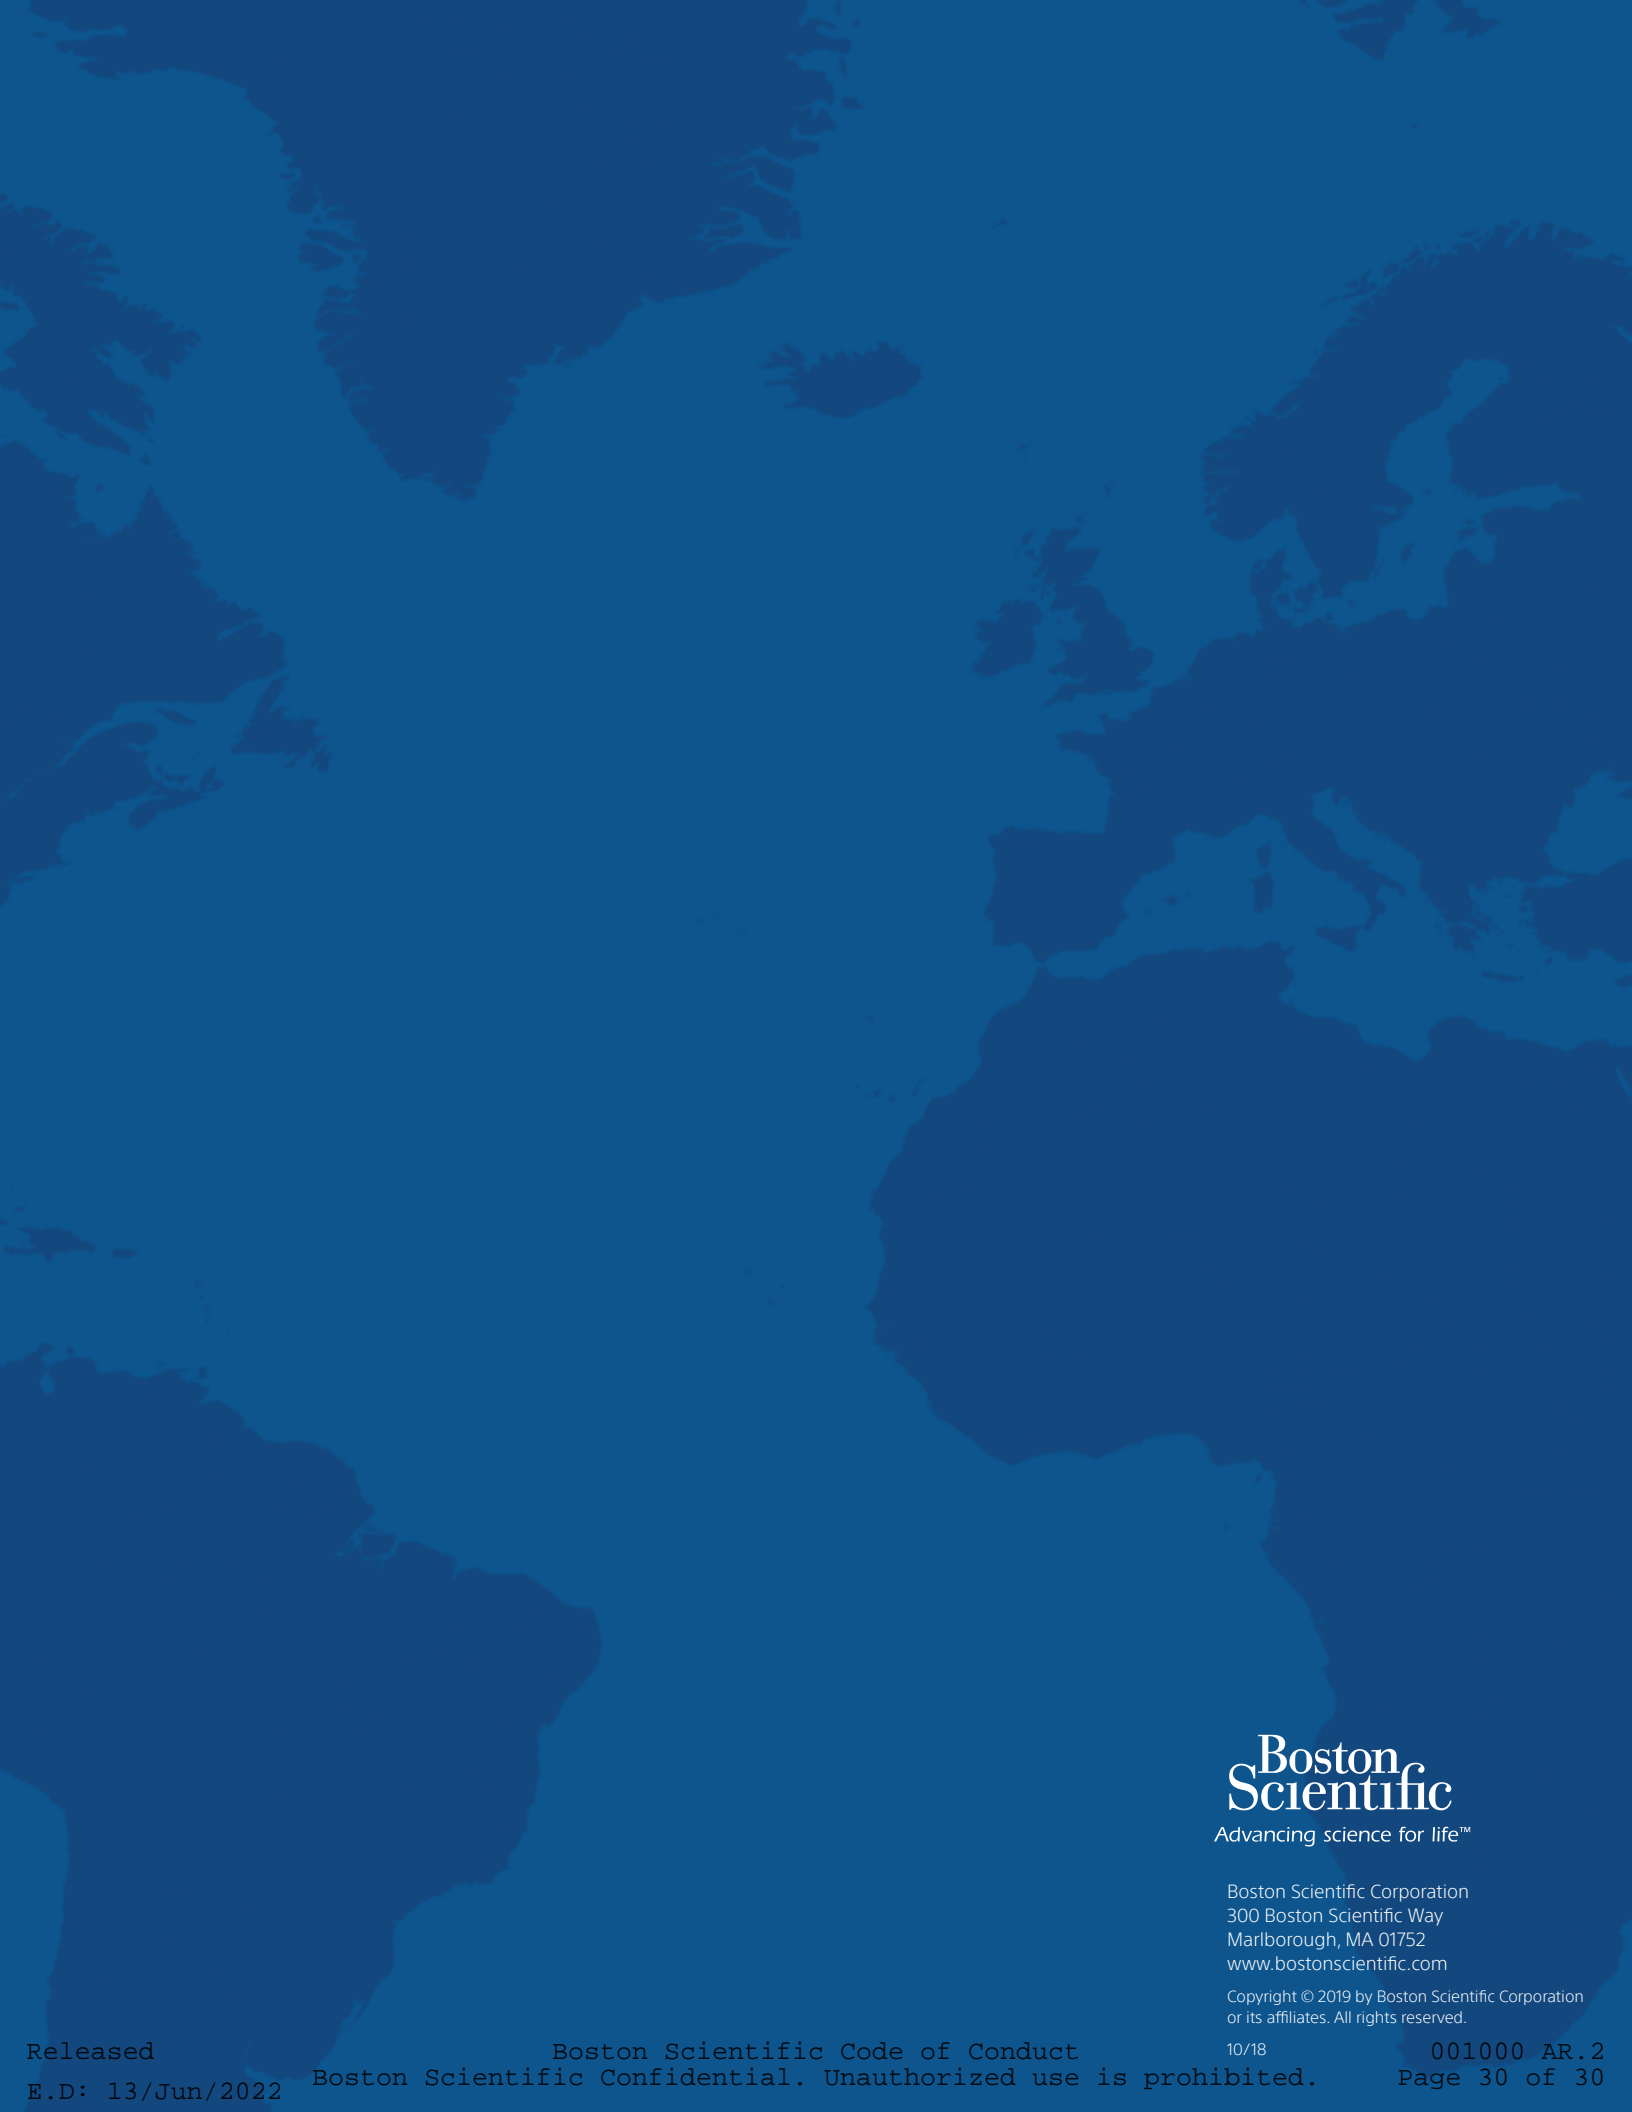 Boston
Scientific
Advancing science for life™
Boston Scientific Corporation
300 Boston Scientific Way
Marlborough, MA 01752
www.bostonscientific.com
Copyright © 2019 by Boston Scientific Corporation
or its affiliates. All rights reserved.
10/18
Released Boston Scientific Code of Conduct 001000 AR.2
E.D: 13/Jun/2022 Boston Scientific Confidential. Unauthorized use is prohibited. Page 30 of 30